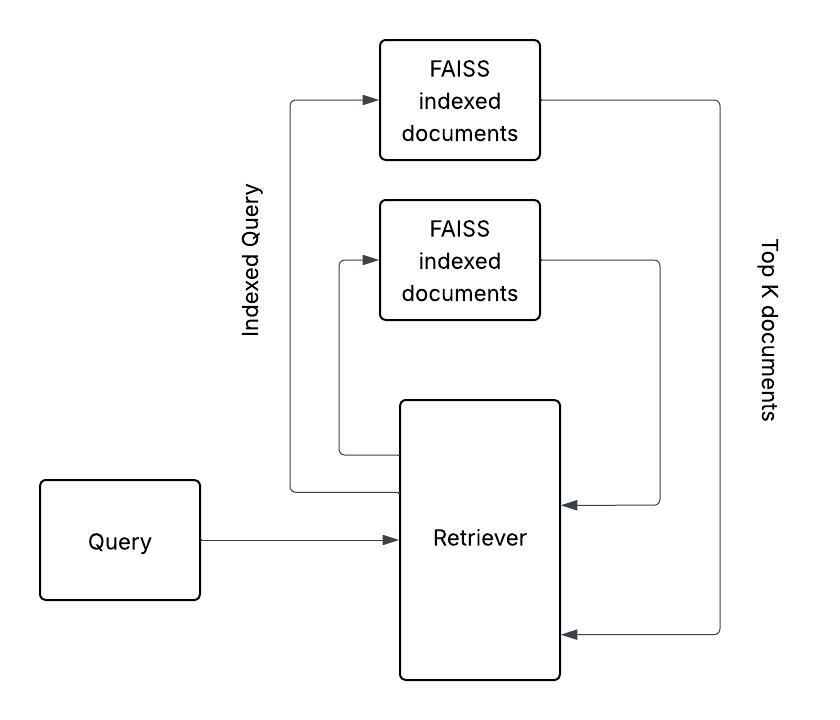 FAISS
indexed
documents
FAISS
indexed
documents
Indexed Query
Top K documents
Query
Retriever